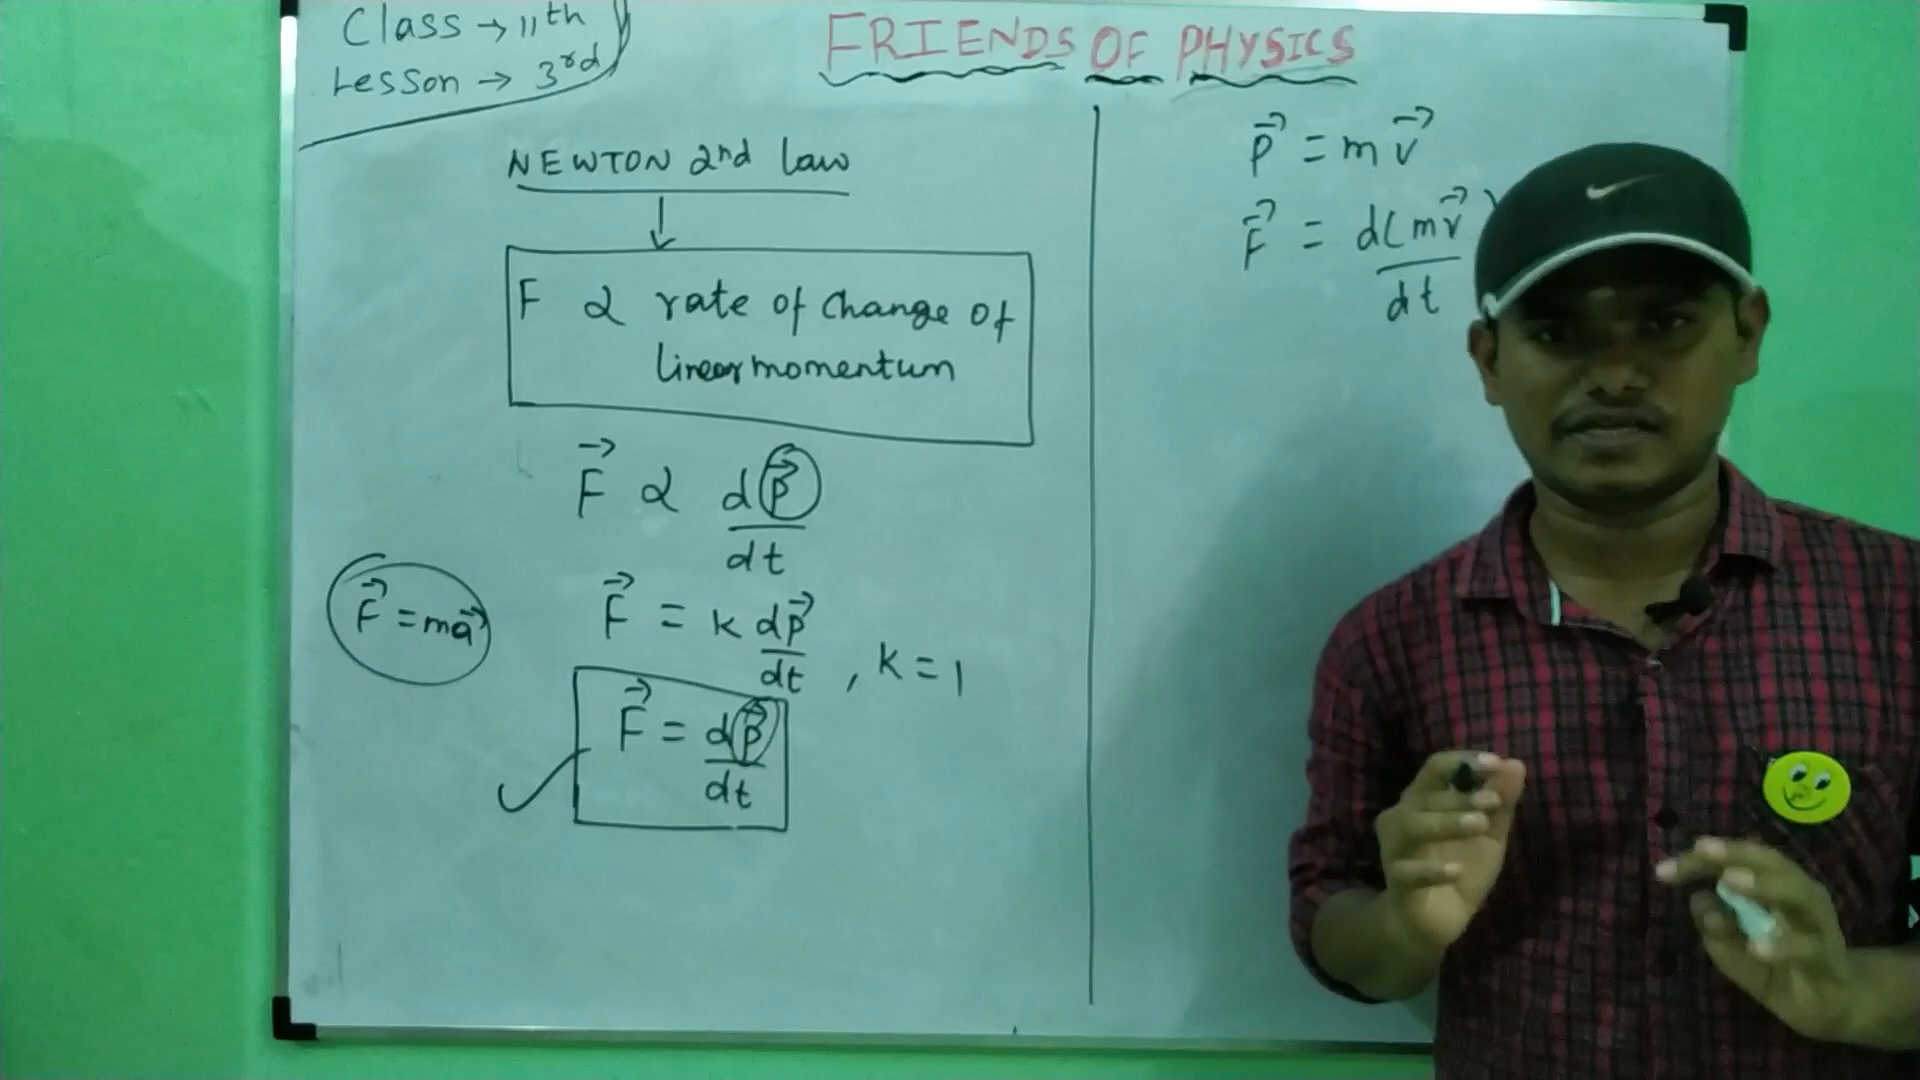 Class → 11th
Lesson → 3rd
FRIENDS OF PHYSICS
NEWTON 2nd law
↓
F α rate of change of
linear momentum
F⃗ α dp⃗/dt
F⃗ = k dp⃗/dt , k = 1
F⃗ = dp⃗/dt
F⃗ = ma⃗
p⃗ = mv⃗
F⃗ = d(mv⃗)/dt